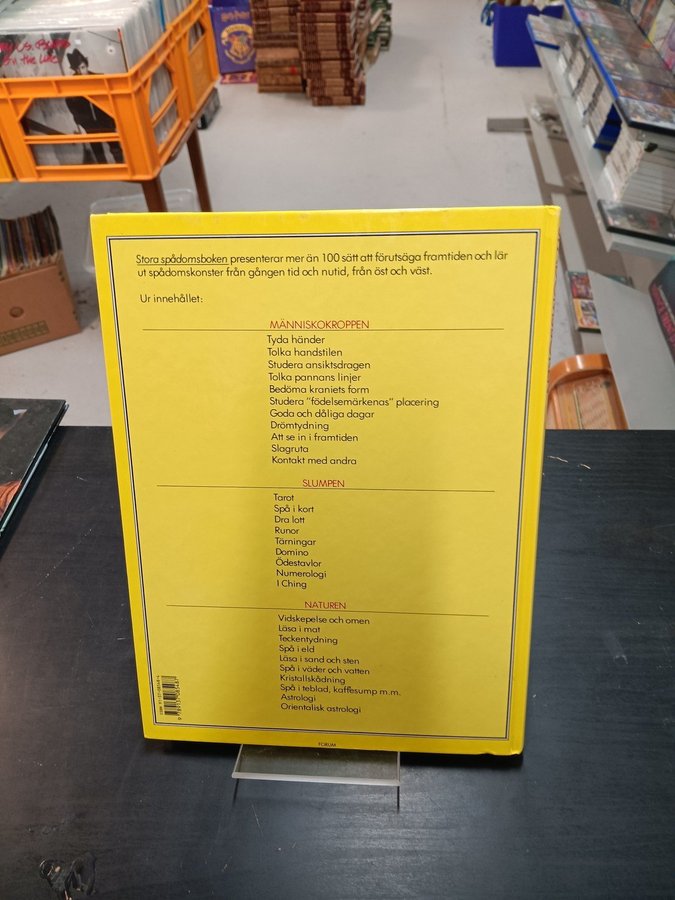 Stora spådomsboken presenterar mer än 100 sätt att förutsäga framtiden och lär
ut spådomskonster från gången tid och nutid, från öst och väst.
Ur innehållet:
MÄNNISKOKROPPEN
Tyda händer
Tolka handstilen
Studera ansiktsdragen
Tolka pannans linjer
Bedöma kraniets form
Studera "födelsemärkenas" placering
Goda och dåliga dagar
Drömtydning
Att se in i framtiden
Slagruta
Kontakt med andra
SLUMPEN
Tarot
Spå i kort
Dra lott
Runor
Tärningar
Domino
Ödestavlor
Numerologi
I Ching
NATUREN
Vidskepelse och omen
Läsa i mat
Teckentydning
Spå i eld
Läsa i sand och sten
Spå i väder och vatten
Kristallskådning
Spå i teblad, kaffesump m.m.
Astrologi
Orientalisk astrologi
FORUM